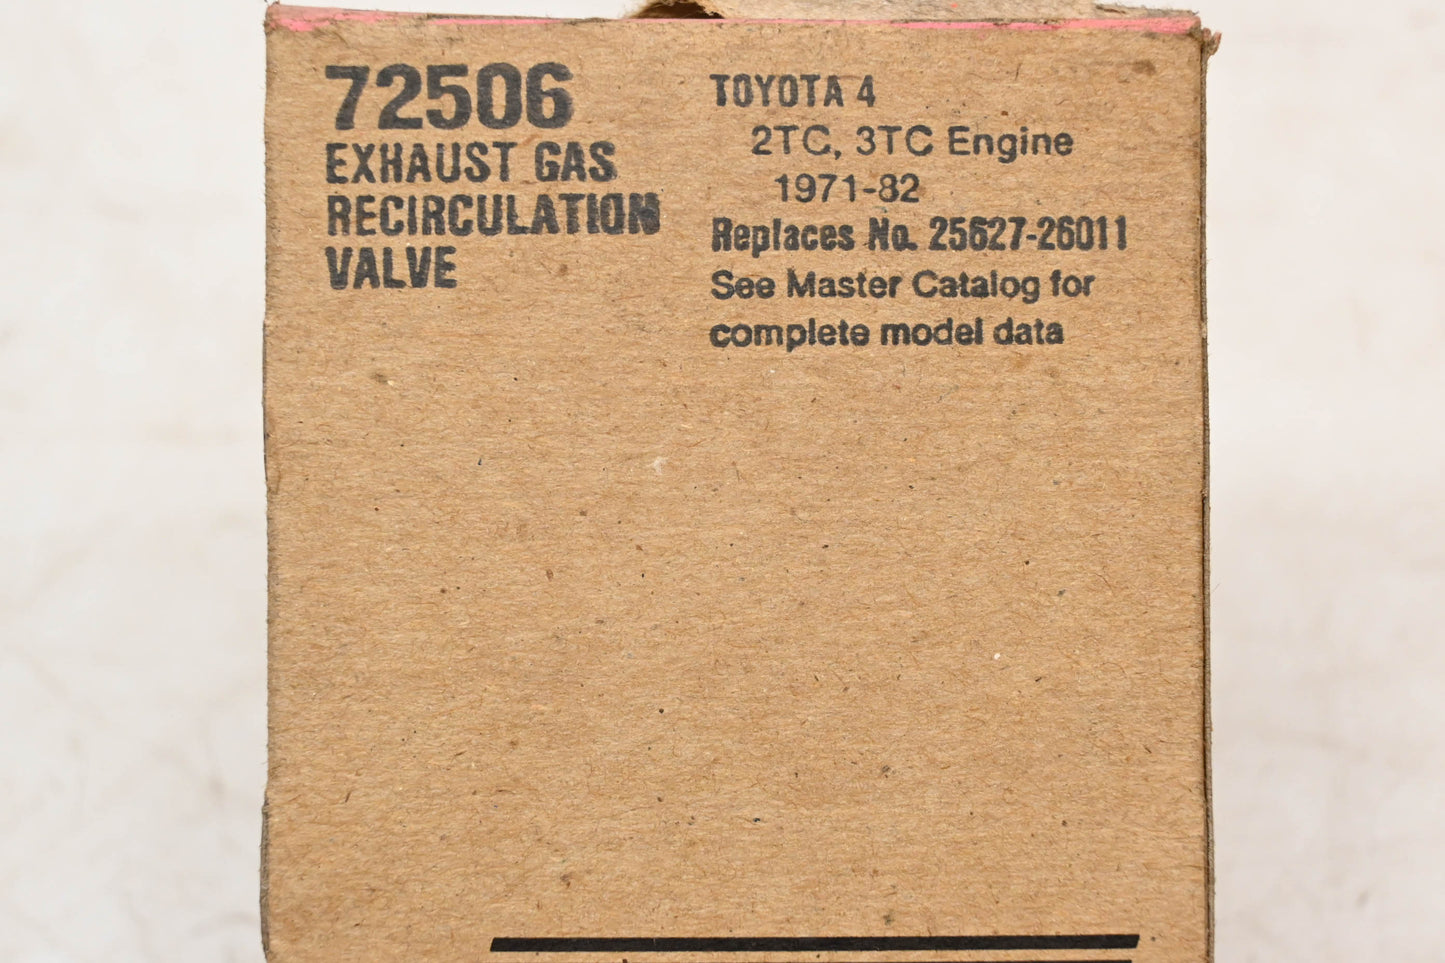 72506
EXHAUST GAS
RECIRCULATION
VALVE
TOYOTA 4
2TC, 3TC Engine
1971-82
Replaces No. 25627-26011
See Master Catalog for
complete model data